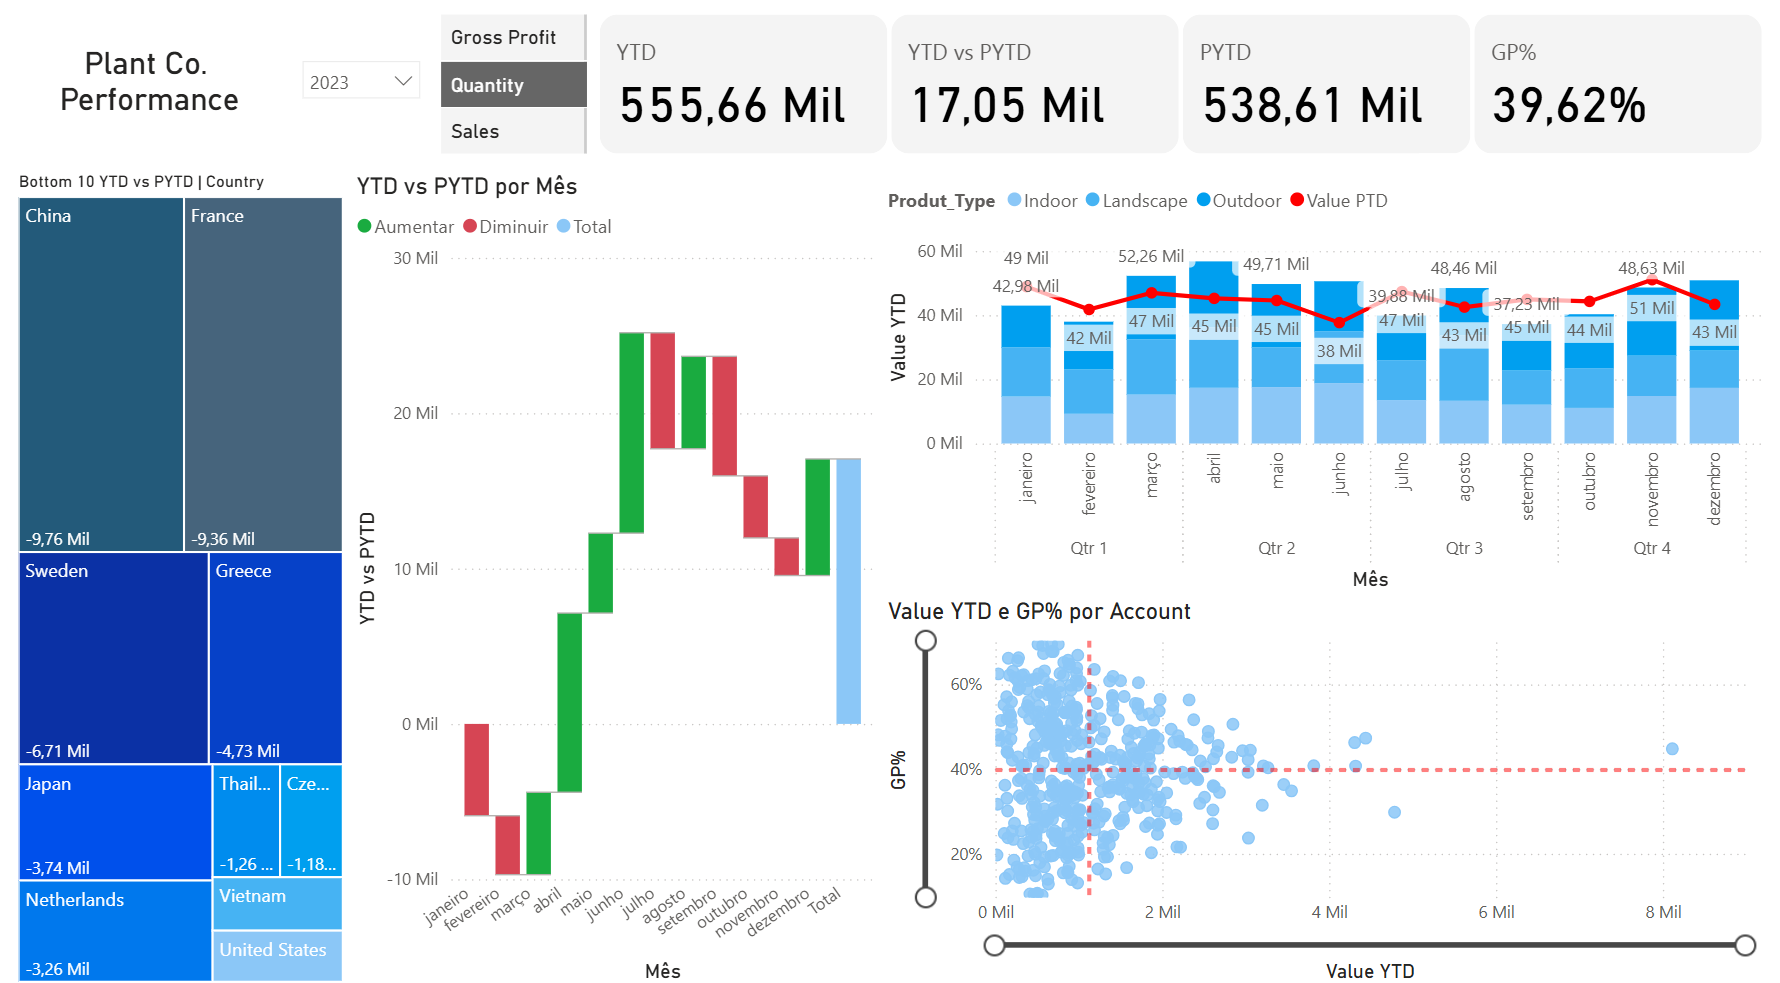 Plant Co.
Performance
2023
Gross Profit
Quantity
Sales
YTD
555,66 Mil
YTD vs PYTD
17,05 Mil
PYTD
538,61 Mil
GP%
39,62%
Bottom 10 YTD vs PYTD | Country
China
-9,76 Mil
France
-9,36 Mil
Sweden
-6,71 Mil
Greece
-4,73 Mil
Japan
-3,74 Mil
Thail...
-1,26 ...
Cze...
-1,18...
Netherlands
-3,26 Mil
Vietnam
United States
YTD vs PYTD por Mês
Aumentar Diminuir Total
YTD vs PYTD
30 Mil
20 Mil
10 Mil
0 Mil
-10 Mil
janeiro
fevereiro
março
abril
maio
junho
julho
agosto
setembro
outubro
novembro
dezembro
Total
Mês
Produt_Type Indoor Landscape Outdoor Value PTD
Value YTD
60 Mil
40 Mil
20 Mil
0 Mil
49 Mil
42,98 Mil
42 Mil
52,26 Mil
47 Mil
45 Mil
49,71 Mil
45 Mil
38 Mil
39,88 Mil
47 Mil
48,46 Mil
43 Mil
37,23 Mil
45 Mil
44 Mil
48,63 Mil
51 Mil
43 Mil
janeiro
fevereiro
março
abril
maio
junho
julho
agosto
setembro
outubro
novembro
dezembro
Qtr 1
Qtr 2
Qtr 3
Qtr 4
Mês
Value YTD e GP% por Account
GP%
60%
40%
20%
0 Mil
2 Mil
4 Mil
6 Mil
8 Mil
Value YTD